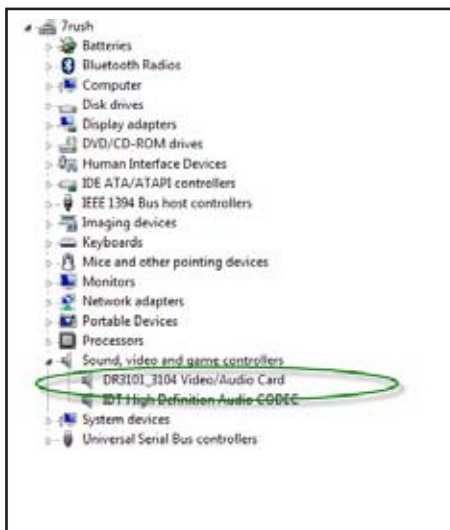 7rush
Batteries
Bluetooth Radios
Computer
Disk drives
Display adapters
DVD/CD-ROM drives
Human Interface Devices
IDE ATA/ATAPI controllers
IEEE 1394 Bus host controllers
Imaging devices
Keyboards
Mice and other pointing devices
Monitors
Network adapters
Portable Devices
Processors
Sound, video and game controllers
DR3101_3104 Video/Audio Card
IDT High Definition Audio CODEC
System devices
Universal Serial Bus controllers